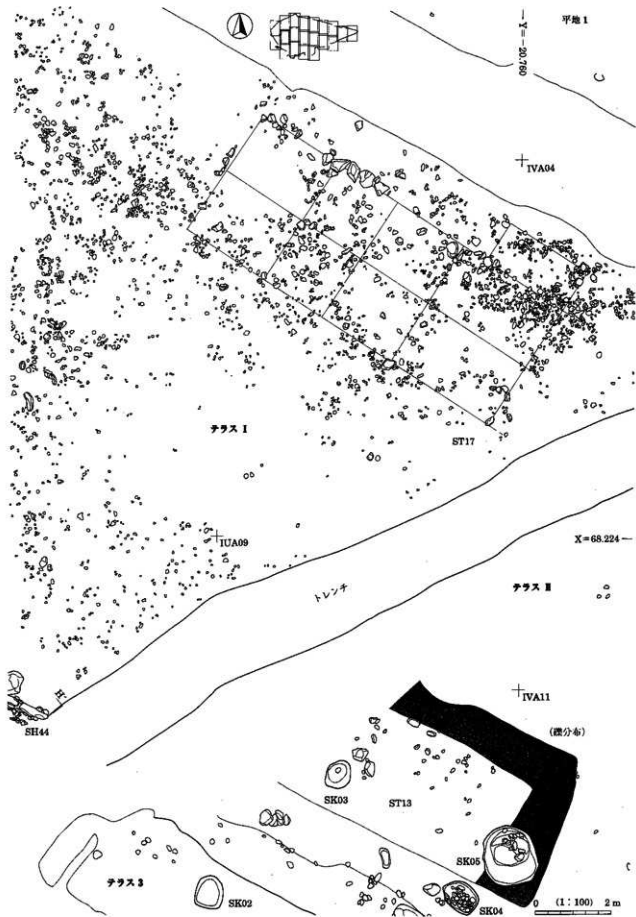 平地1
Y=-20.760
IVA04
テラス I
ST17
IUA09
X=68.224
トレンチ
テラス II
H'
SH44
IVA11
(礫分布)
SK03
ST13
SK05
テラス 3
SK02
SK04
0 (1:100) 2 m